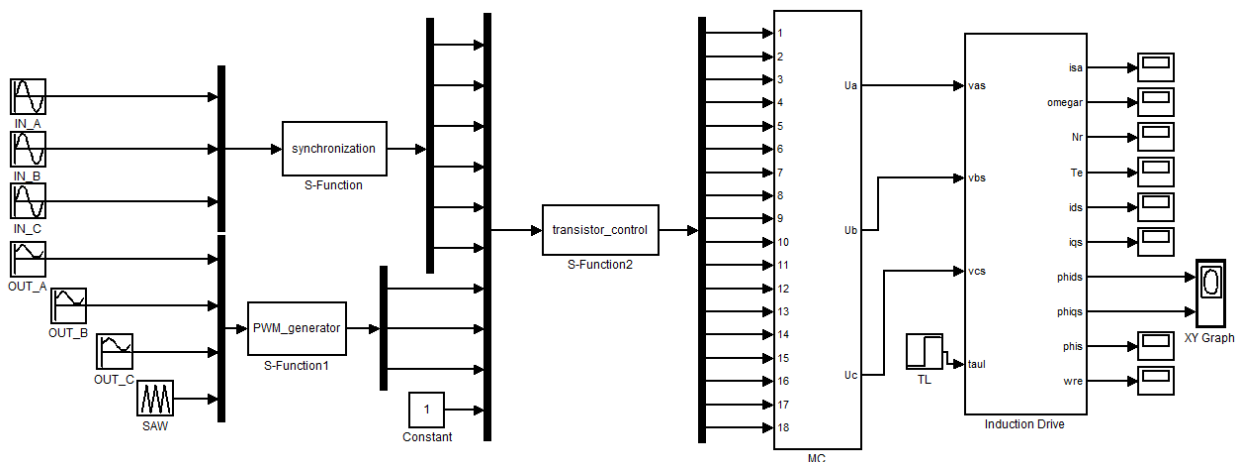 IN_A
IN_B
IN_C
OUT_A
OUT_B
OUT_C
SAW
synchronization
S-Function
PWM_generator
S-Function1
1
Constant
transistor_control
S-Function2
1
2
3
4
5
6
7
8
9
10
11
12
13
14
15
16
17
18
Ua
Ub
Uc
MC
TL
vas
vbs
vcs
taul
isa
omegar
Nr
Te
ids
iqs
phids
phiqs
phis
wre
Induction Drive
XY Graph